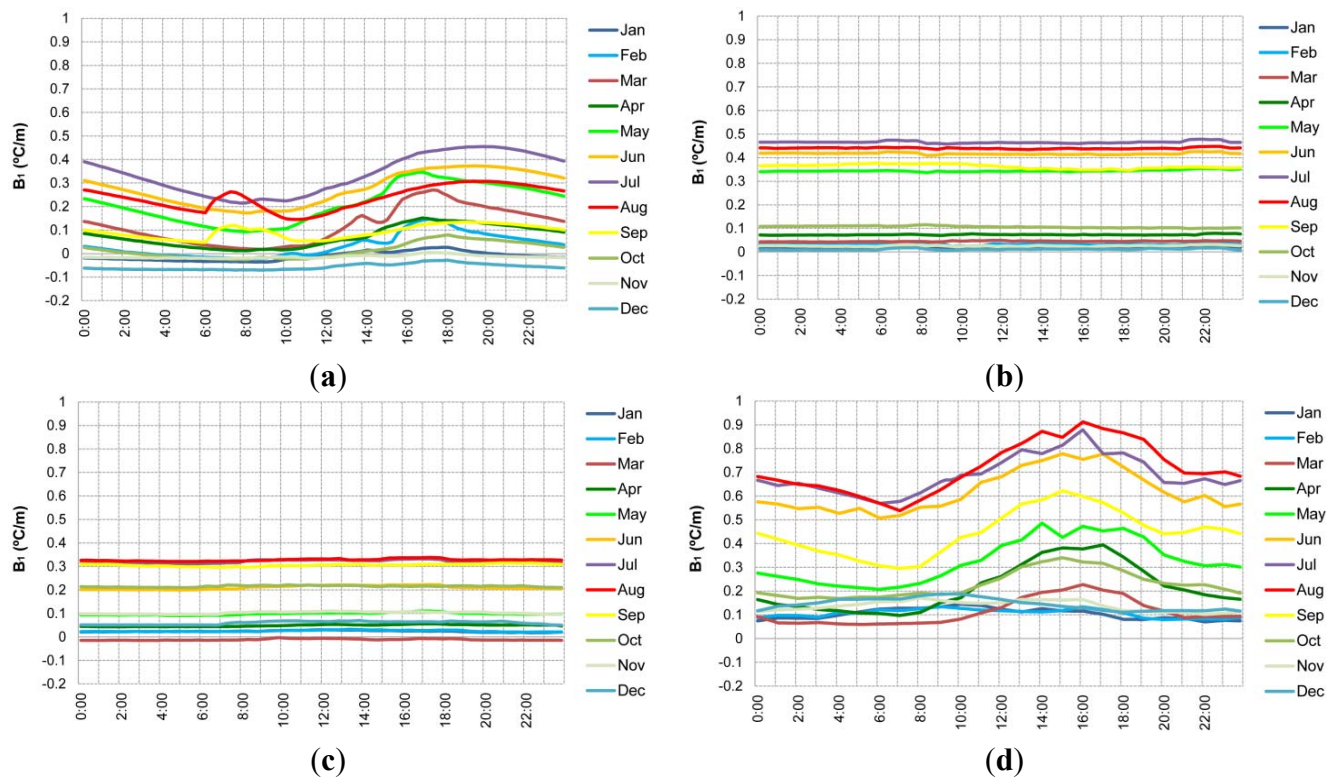 1
0.9
0.8
0.7
0.6
0.5
0.4
0.3
0.2
0.1
0
-0.1
-0.2
B₁ (ºC/m)
0:00
2:00
4:00
6:00
8:00
10:00
12:00
14:00
16:00
18:00
20:00
22:00
Jan
Feb
Mar
Apr
May
Jun
Jul
Aug
Sep
Oct
Nov
Dec
(a)
1
0.9
0.8
0.7
0.6
0.5
0.4
0.3
0.2
0.1
0
-0.1
-0.2
B₁ (ºC/m)
0:00
2:00
4:00
6:00
8:00
10:00
12:00
14:00
16:00
18:00
20:00
22:00
Jan
Feb
Mar
Apr
May
Jun
Jul
Aug
Sep
Oct
Nov
Dec
(b)
1
0.9
0.8
0.7
0.6
0.5
0.4
0.3
0.2
0.1
0
-0.1
-0.2
B₁ (ºC/m)
0:00
2:00
4:00
6:00
8:00
10:00
12:00
14:00
16:00
18:00
20:00
22:00
Jan
Feb
Mar
Apr
May
Jun
Jul
Aug
Sep
Oct
Nov
Dec
(c)
1
0.9
0.8
0.7
0.6
0.5
0.4
0.3
0.2
0.1
0
-0.1
-0.2
B₁ (ºC/m)
0:00
2:00
4:00
6:00
8:00
10:00
12:00
14:00
16:00
18:00
20:00
22:00
Jan
Feb
Mar
Apr
May
Jun
Jul
Aug
Sep
Oct
Nov
Dec
(d)